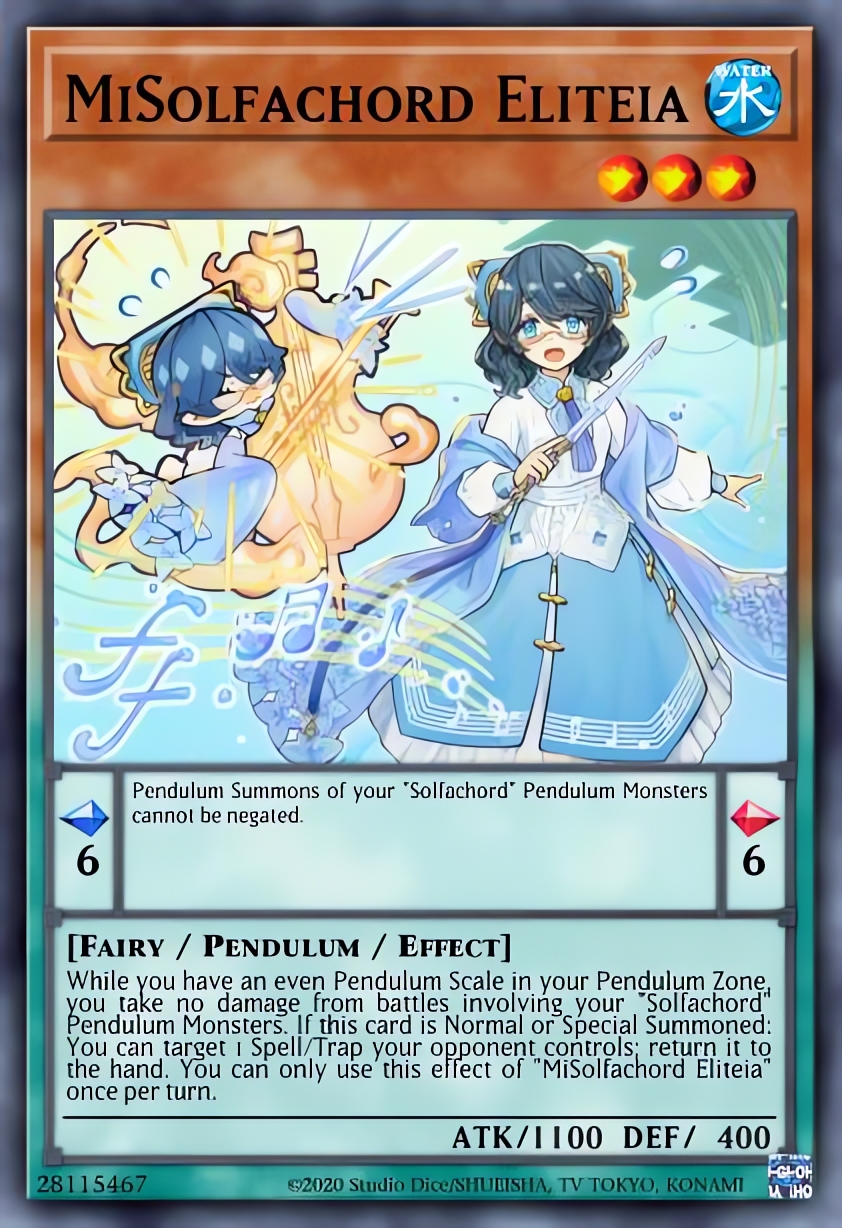 MiSolfachord Eliteia
WATER
水
ff
Pendulum Summons of your "Solfachord" Pendulum Monsters
cannot be negated.
6
6
[Fairy / Pendulum / Effect]
While you have an even Pendulum Scale in your Pendulum Zone,
you take no damage from battles involving your "Solfachord"
Pendulum Monsters. If this card is Normal or Special Summoned:
You can target 1 Spell/Trap your opponent controls; return it to
the hand. You can only use this effect of "MiSolfachord Eliteia"
once per turn.
ATK/1100 DEF/ 400
28115467
©2020 Studio Dice/SHUEISHA, TV TOKYO, KONAMI